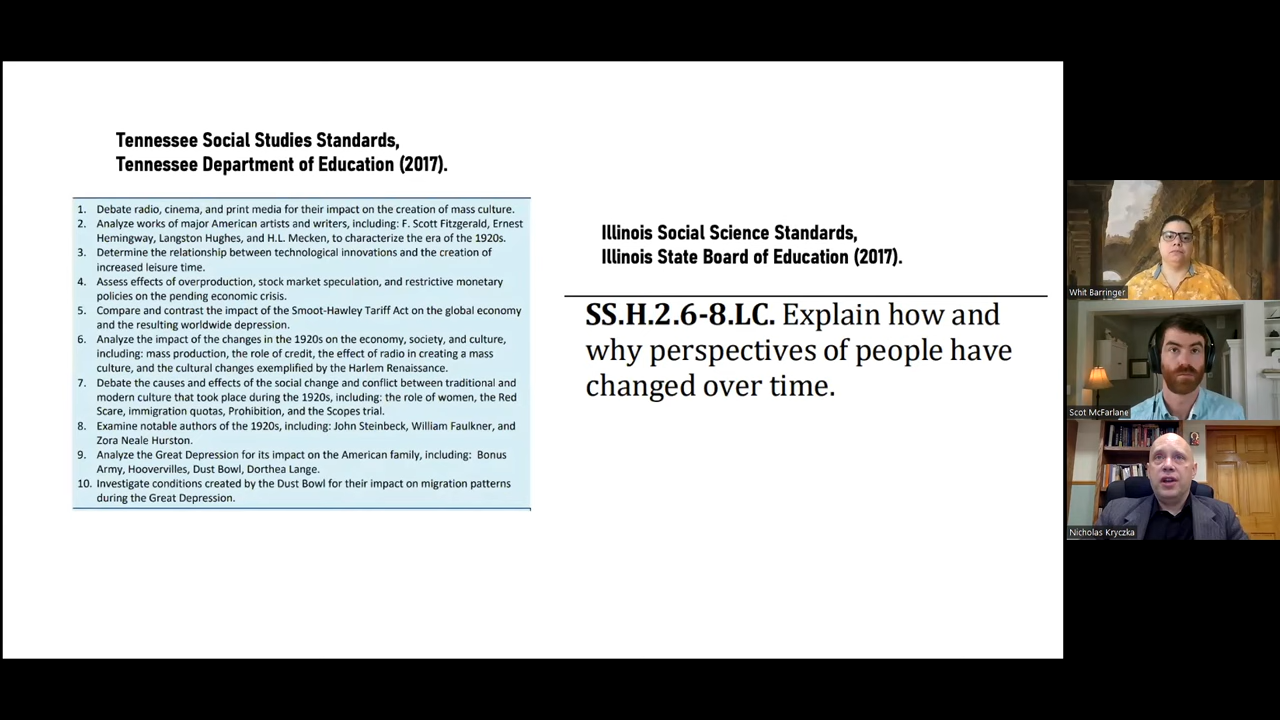 Tennessee Social Studies Standards,
Tennessee Department of Education (2017).
1. Debate radio, cinema, and print media for their impact on the creation of mass culture.
2. Analyze works of major American artists and writers, including: F. Scott Fitzgerald, Ernest
Hemingway, Langston Hughes, and H.L. Mecken, to characterize the era of the 1920s.
3. Determine the relationship between technological innovations and the creation of
increased leisure time.
4. Assess effects of overproduction, stock market speculation, and restrictive monetary
policies on the pending economic crisis.
5. Compare and contrast the impact of the Smoot-Hawley Tariff Act on the global economy
and the resulting worldwide depression.
6. Analyze the impact of the changes in the 1920s on the economy, society, and culture,
including: mass production, the role of credit, the effect of radio in creating a mass
culture, and the cultural changes exemplified by the Harlem Renaissance.
7. Debate the causes and effects of the social change and conflict between traditional and
modern culture that took place during the 1920s, including: the role of women, the Red
Scare, immigration quotas, Prohibition, and the Scopes trial.
8. Examine notable authors of the 1920s, including: John Steinbeck, William Faulkner, and
Zora Neale Hurston.
9. Analyze the Great Depression for its impact on the American family, including: Bonus
Army, Hoovervilles, Dust Bowl, Dorthea Lange.
10. Investigate conditions created by the Dust Bowl for their impact on migration patterns
during the Great Depression.
Illinois Social Science Standards,
Illinois State Board of Education (2017).
SS.H.2.6-8.LC. Explain how and
why perspectives of people have
changed over time.
Whit Barringer
Scot McFarlane
Nicholas Kryczka